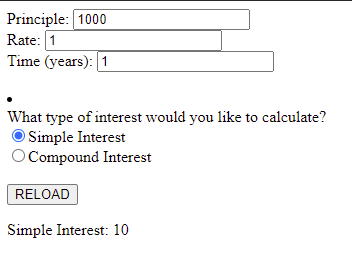 Principle: 1000
Rate: 1
Time (years): 1
•
What type of interest would you like to calculate?
Simple Interest
Compound Interest
RELOAD
Simple Interest: 10